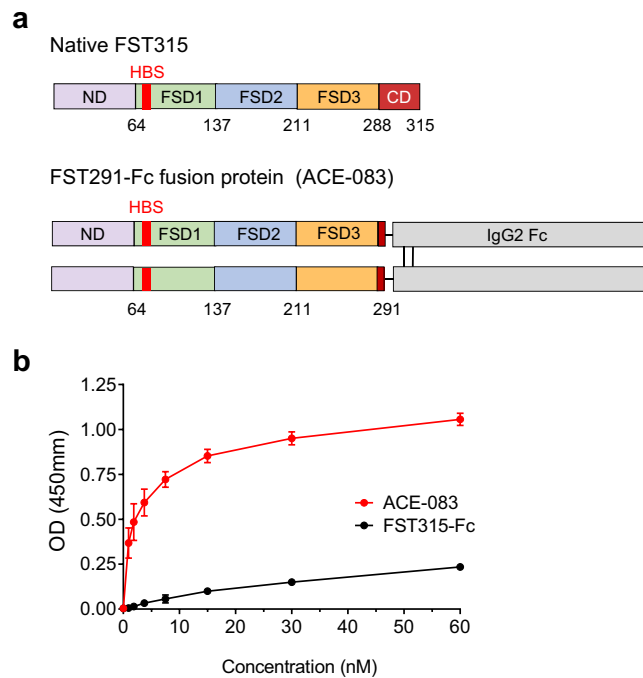 a
Native FST315
HBS
ND FSD1 FSD2 FSD3 CD
64 137 211 288 315
FST291-Fc fusion protein (ACE-083)
HBS
ND FSD1 FSD2 FSD3 IgG2 Fc
64 137 211 291
b
1.25
1.00
0.75
0.50
0.25
0.00
OD (450mm)
ACE-083
FST315-Fc
0 10 20 30 40 50 60
Concentration (nM)